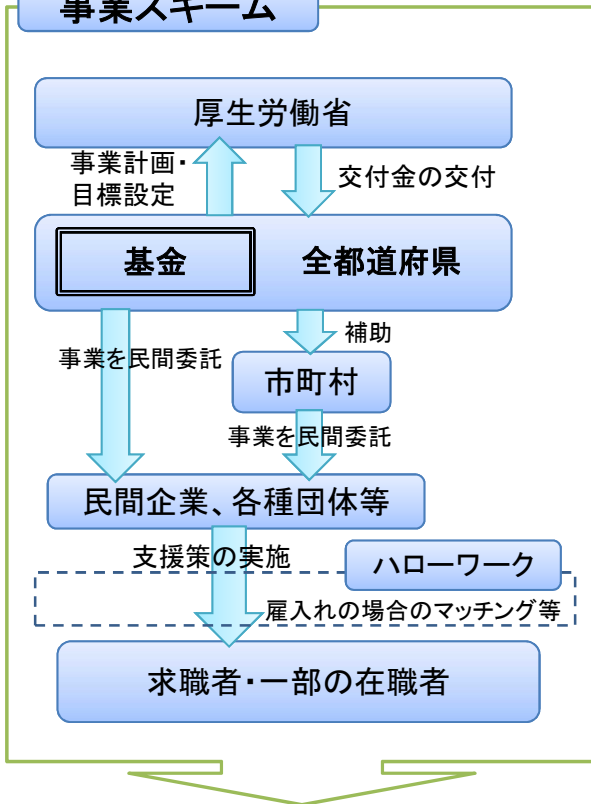 事業スキーム
厚生労働省
事業計画・
目標設定
交付金の交付
基金
全都道府県
補助
事業を民間委託
市町村
事業を民間委託
民間企業、各種団体等
支援策の実施
ハローワーク
雇入れの場合のマッチング等
求職者・一部の在職者